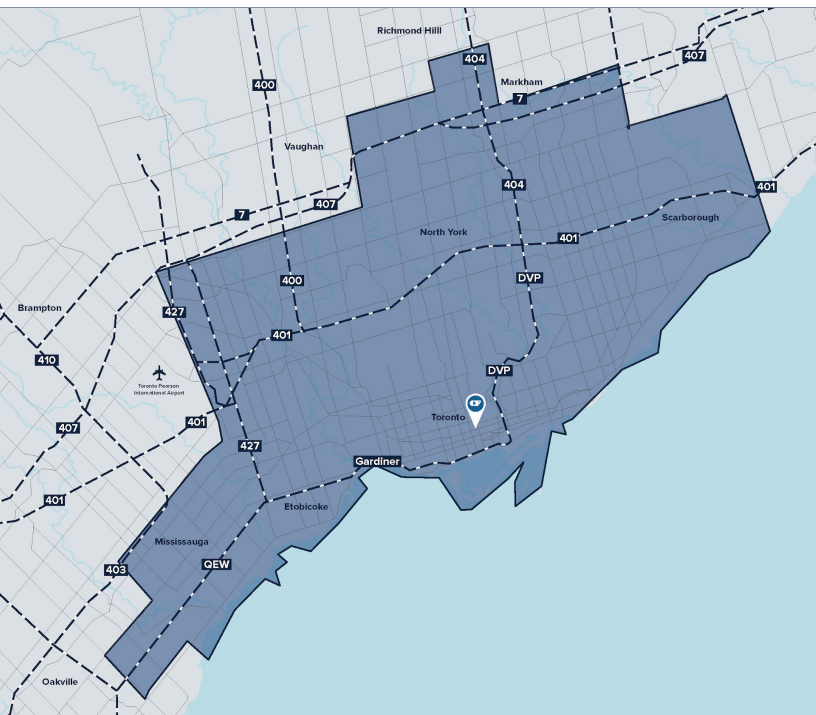 Richmond Hilll
404
407
400
Markham
7
Vaughan
404
401
407
7
Scarborough
North York
401
DVP
400
Brampton
427
401
410
DVP
Toronto Pearson
International Airport
Toronto
401
407
427
Gardiner
401
Etobicoke
Mississauga
QEW
403
Oakville